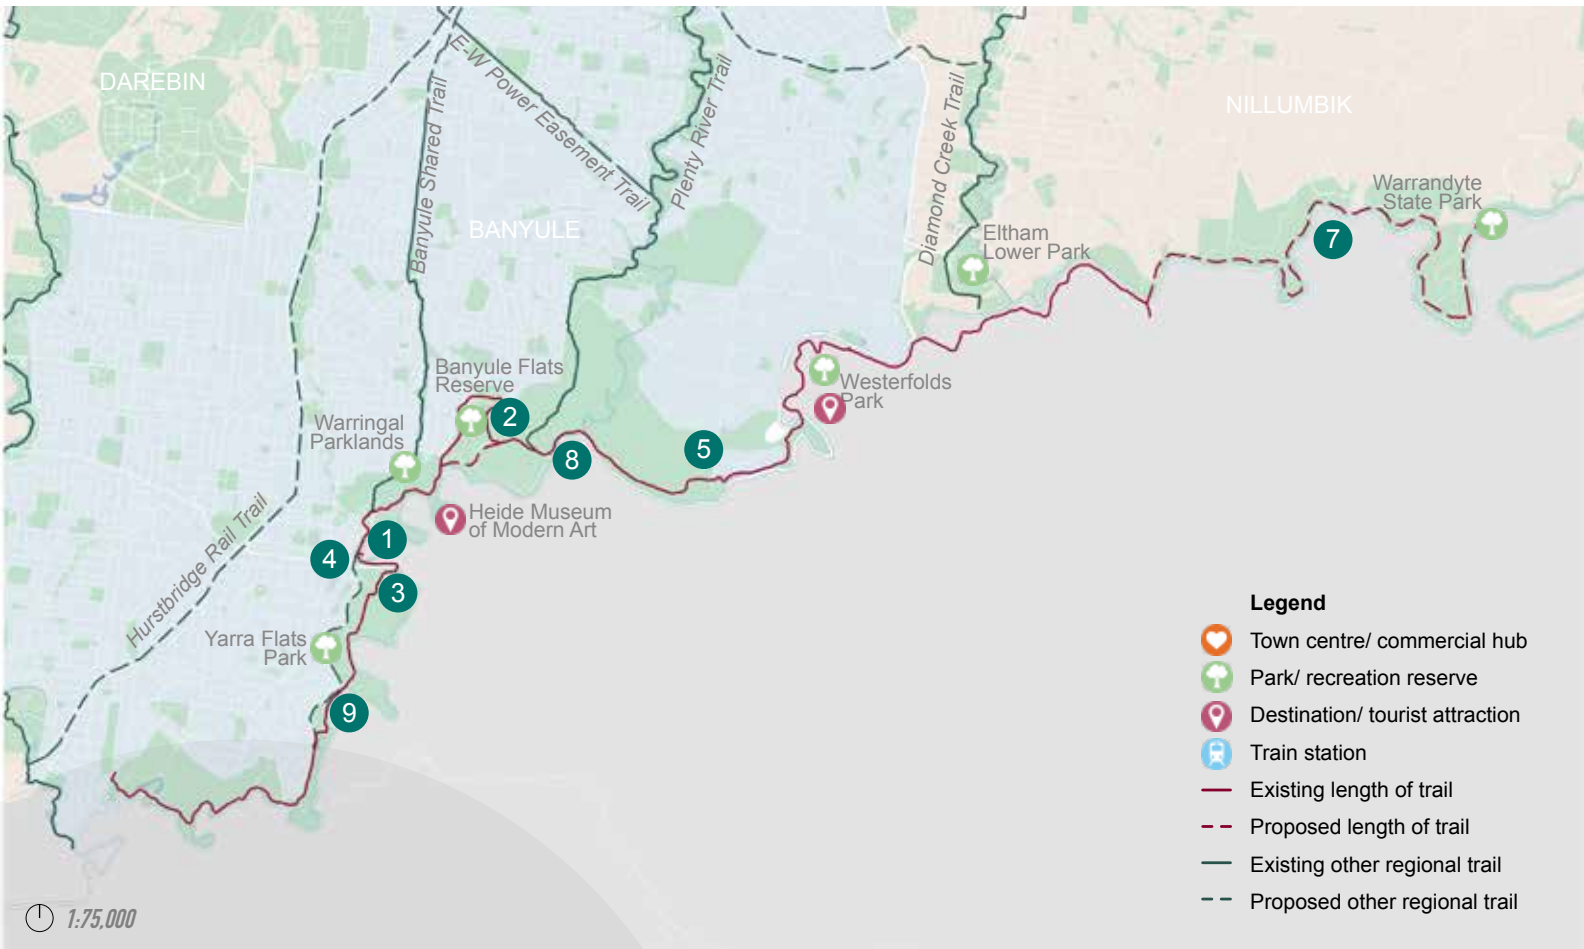 DAREBIN
E-W Power Easement Trail
Banyule Shared Trail
Plenty River Trail
Diamond Creek Trail
NILLUMBIK
BANYULE
Warrandyte
State Park
7
Eltham
Lower Park
Banyule Flats
Reserve
2
Westerfolds
Park
Warringal
Parklands
8
5
Heide Museum
of Modern Art
1
4
3
Hurstbridge Rail Trail
Yarra Flats
Park
9
Legend
Town centre/ commercial hub
Park/ recreation reserve
Destination/ tourist attraction
Train station
Existing length of trail
Proposed length of trail
Existing other regional trail
Proposed other regional trail
1:75,000